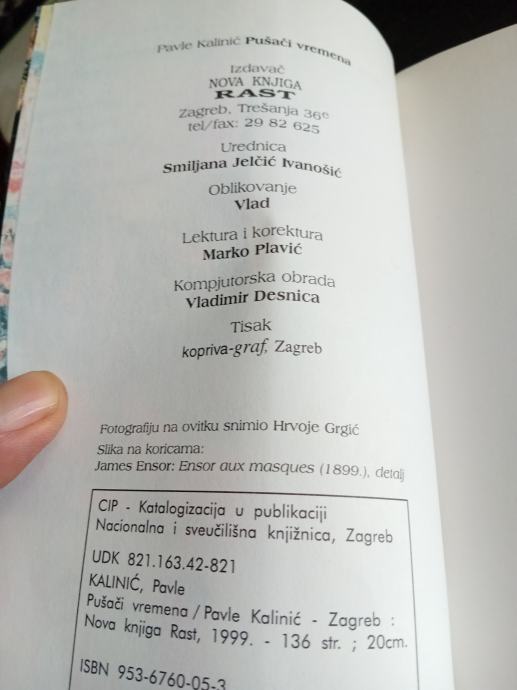 Pavle Kalinić Pušači vremena
Izdavač
NOVA KNJIGA
RAST
Zagreb, Trešanja 36c
tel/fax: 29 82 625
Urednica
Smiljana Jelčić Ivanošić
Oblikovanje
Vlad
Lektura i korektura
Marko Plavić
Kompjutorska obrada
Vladimir Desnica
Tisak
kopriva-graf, Zagreb
Fotografiju na ovitku snimio Hrvoje Grgić
Slika na koricama:
James Ensor: Ensor aux masques (1899.), detalj
CIP - Katalogizacija u publikaciji
Nacionalna i sveučilišna knjižnica, Zagreb
UDK 821.163.42-821
KALINIĆ, Pavle
Pušači vremena / Pavle Kalinić - Zagreb :
Nova knjiga Rast, 1999. - 136 str. ; 20cm.
ISBN 953-6760-05-3